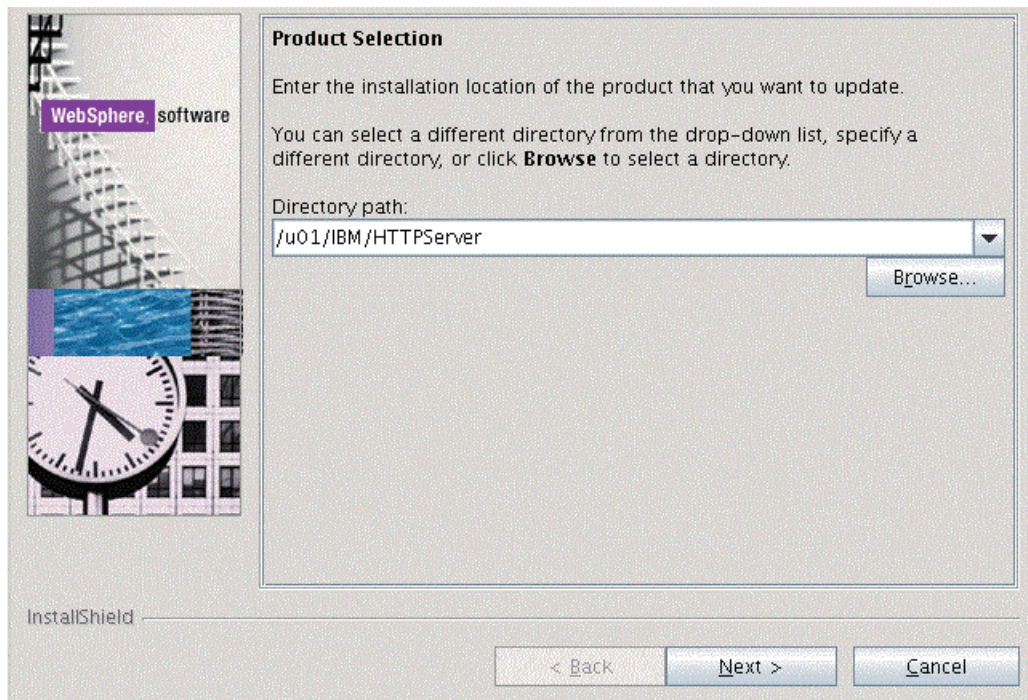 WebSphere. software
Product Selection
Enter the installation location of the product that you want to update.
You can select a different directory from the drop-down list, specify a
different directory, or click Browse to select a directory.
Directory path:
/u01/IBM/HTTPServer
Browse...
InstallShield
< Back
Next >
Cancel